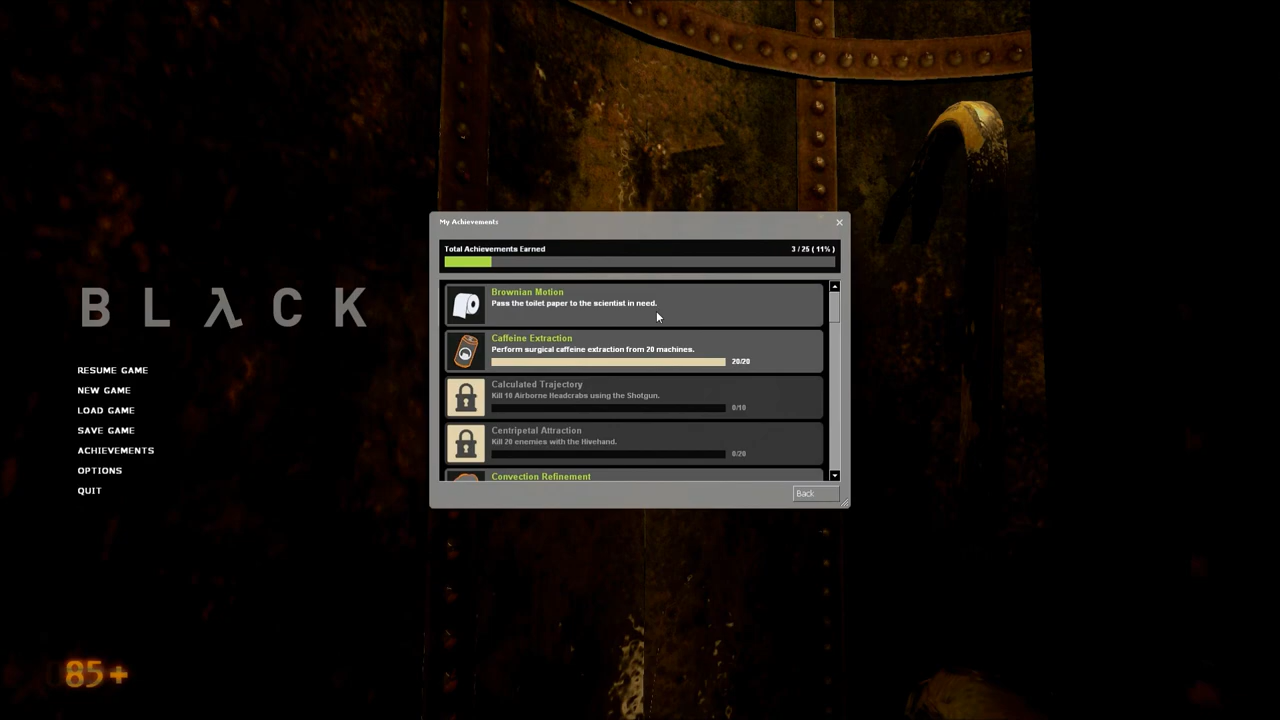 My Achievements
Total Achievements Earned 3 / 25 ( 11% )
Brownian Motion
Pass the toilet paper to the scientist in need.
Caffeine Extraction
Perform surgical caffeine extraction from 20 machines.
20/20
Calculated Trajectory
Kill 10 Airborne Headcrabs using the Shotgun.
0/10
Centripetal Attraction
Kill 20 enemies with the Hivehand.
0/20
Convection Refinement
Back
B L λ C K
RESUME GAME
NEW GAME
LOAD GAME
SAVE GAME
ACHIEVEMENTS
OPTIONS
QUIT
85+